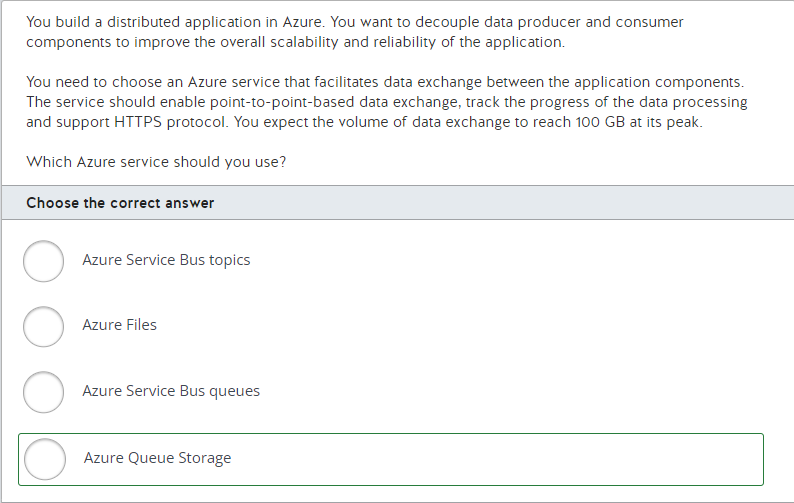 You build a distributed application in Azure. You want to decouple data producer and consumer
components to improve the overall scalability and reliability of the application.
You need to choose an Azure service that facilitates data exchange between the application components.
The service should enable point-to-point-based data exchange, track the progress of the data processing
and support HTTPS protocol. You expect the volume of data exchange to reach 100 GB at its peak.
Which Azure service should you use?
Choose the correct answer
Azure Service Bus topics
Azure Files
Azure Service Bus queues
Azure Queue Storage